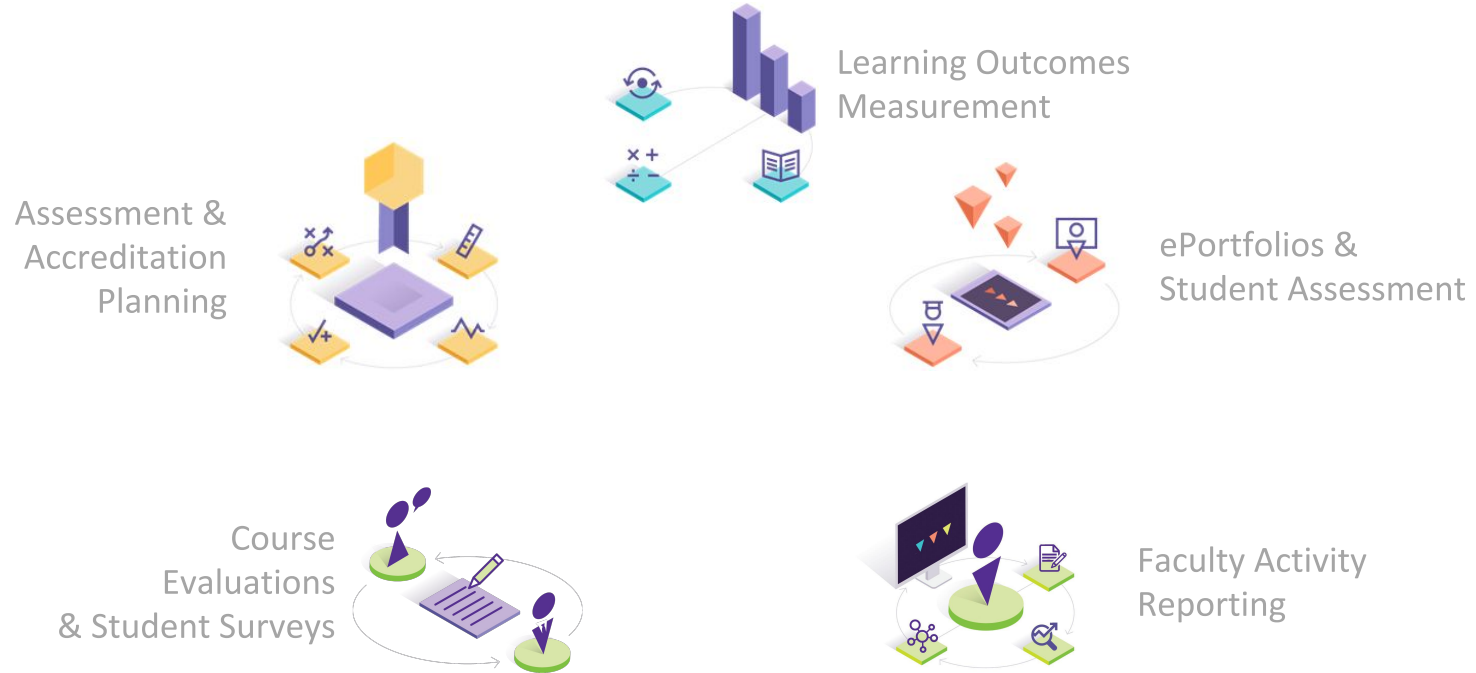 Learning Outcomes
Measurement
Assessment &
Accreditation
Planning
ePortfolios &
Student Assessment
Course
Evaluations
& Student Surveys
Faculty Activity
Reporting